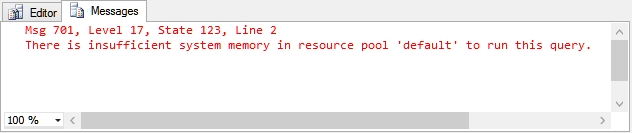 Editor Messages
Msg 701, Level 17, State 123, Line 2
There is insufficient system memory in resource pool 'default' to run this query.
100 %